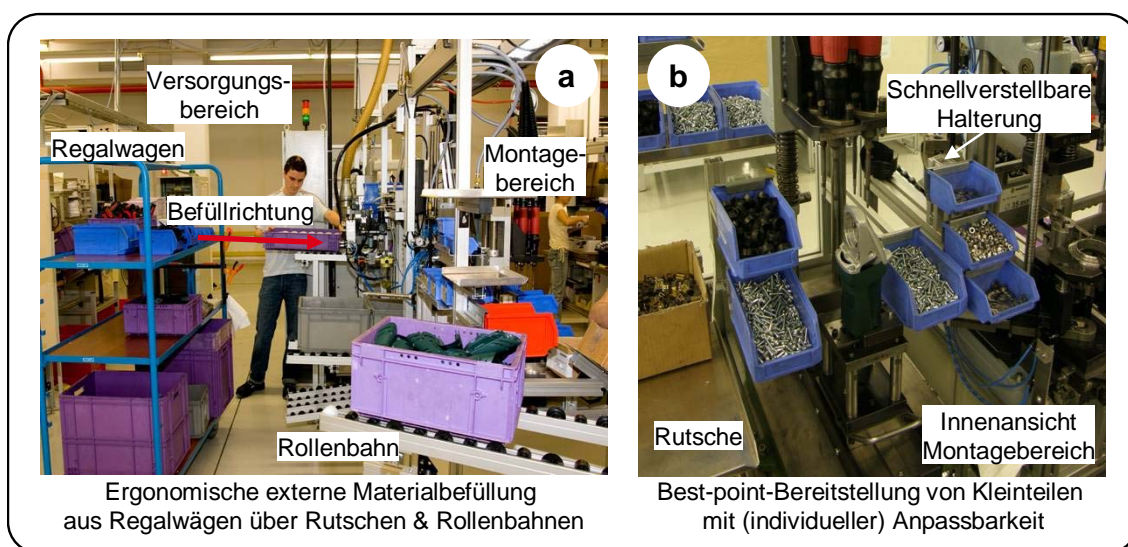 a
Versorgungs-
bereich
Regalwagen
Befüllrichtung
Montage-
bereich
Rollenbahn
Ergonomische externe Materialbefüllung
aus Regalwägen über Rutschen & Rollenbahnen
b
Schnellverstellbare
Halterung
Rutsche
Innenansicht
Montagebereich
Best-point-Bereitstellung von Kleinteilen
mit (individueller) Anpassbarkeit